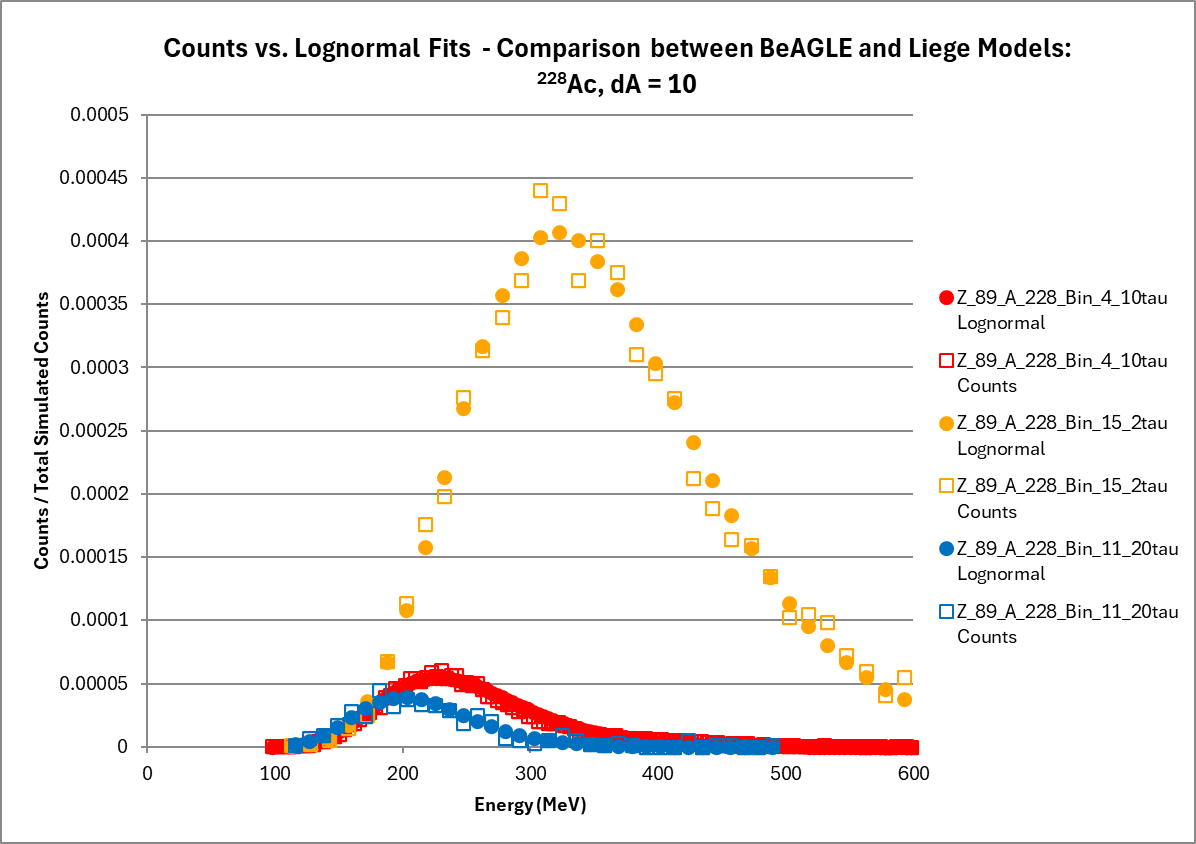 Counts vs. Lognormal Fits - Comparison between BeAGLE and Liege Models:
²²⁸Ac, dA = 10
0.0005
0.00045
0.0004
0.00035
0.0003
0.00025
0.0002
0.00015
0.0001
0.00005
0
Counts / Total Simulated Counts
0 100 200 300 400 500 600
Energy (MeV)
Z_89_A_228_Bin_4_10tau
Lognormal
Z_89_A_228_Bin_4_10tau
Counts
Z_89_A_228_Bin_15_2tau
Lognormal
Z_89_A_228_Bin_15_2tau
Counts
Z_89_A_228_Bin_11_20tau
Lognormal
Z_89_A_228_Bin_11_20tau
Counts